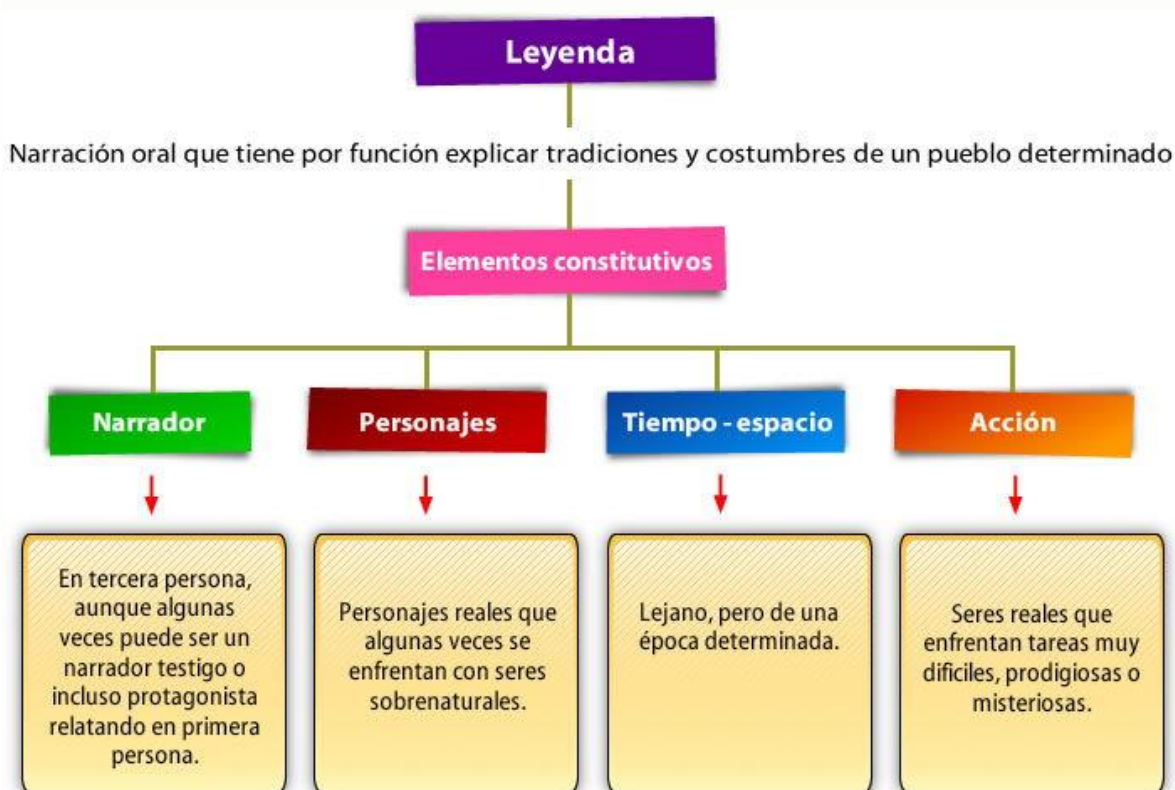 Leyenda
Narración oral que tiene por función explicar tradiciones y costumbres de un pueblo determinado
Elementos constitutivos
Narrador
Personajes
Tiempo - espacio
Acción
En tercera persona,
aunque algunas
veces puede ser un
narrador testigo o
incluso protagonista
relatando en primera
persona.
Personajes reales que
algunas veces se
enfrentan con seres
sobrenaturales.
Lejano, pero de una
época determinada.
Seres reales que
enfrentan tareas muy
difíciles, prodigiosas o
misteriosas.